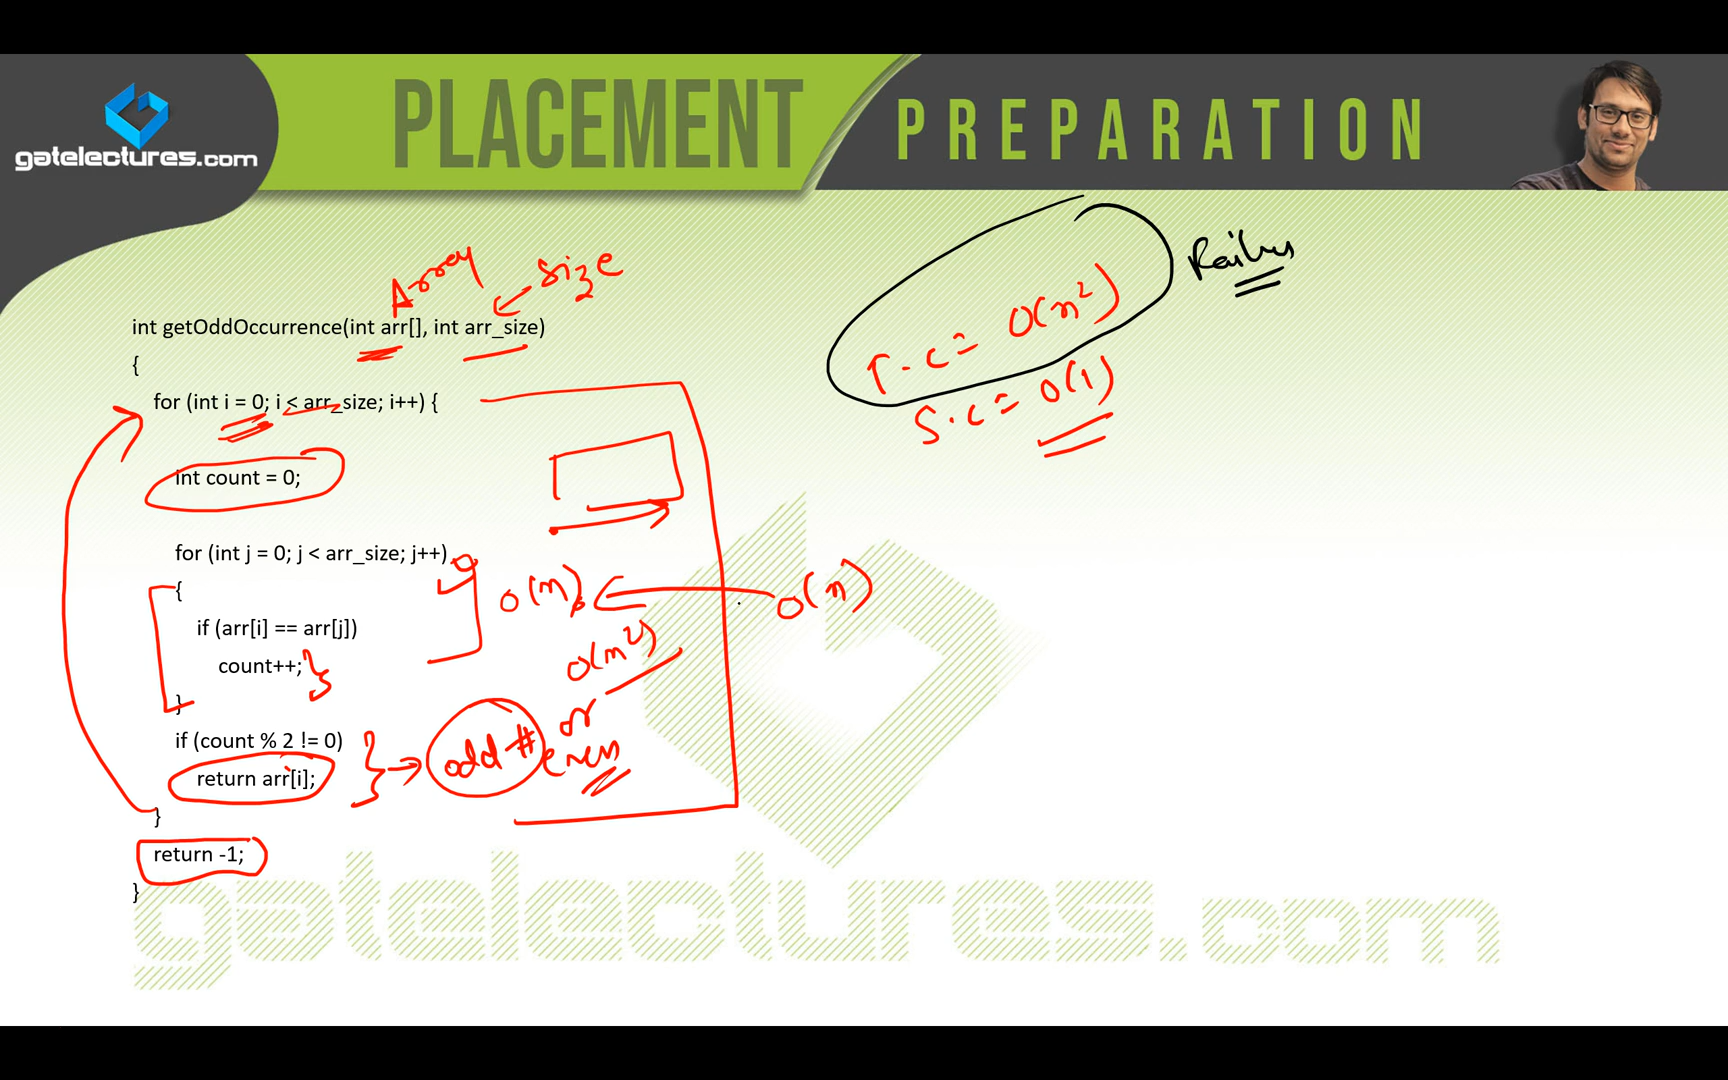 PLACEMENT PREPARATION
gatelectures.com
Array
size
int getOddOccurrence(int arr[], int arr_size)
{
for (int i = 0; i < arr_size; i++) {
int count = 0;
for (int j = 0; j < arr_size; j++)
{
if (arr[i] == arr[j])
count++;
}
if (count % 2 != 0)
return arr[i];
}
return -1;
}
T.C = O(n²)
S.C = O(1)
O(n)
O(n)
O(n²)
odd # or even
gatelectures.com